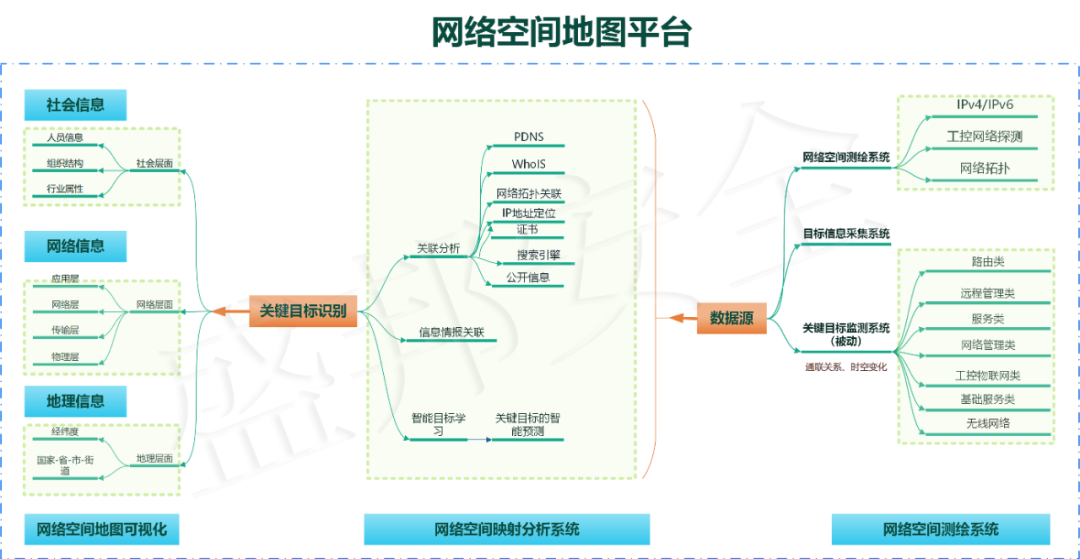 网络空间地图平台
社会信息
人员信息
组织结构
行业属性
社会层面
网络信息
应用层
网络层
传输层
物理层
网络层面
地理信息
经纬度
国家-省-市-街
道
地理层面
网络空间地图可视化
关键目标识别
关联分析
PDNS
WhoIS
网络拓扑关联
IP地址定位
证书
搜索引擎
公开信息
信息情报关联
智能目标学
习
关键目标的智
能预测
网络空间映射分析系统
数据源
网络空间测绘系统
IPv4/IPv6
工控网络探测
网络拓扑
目标信息采集系统
关键目标监测系统
（被动）
通联关系、时空变化
路由类
远程管理类
服务类
网络管理类
工控物联网类
基础服务类
无线网络
网络空间测绘系统
盛邦安全